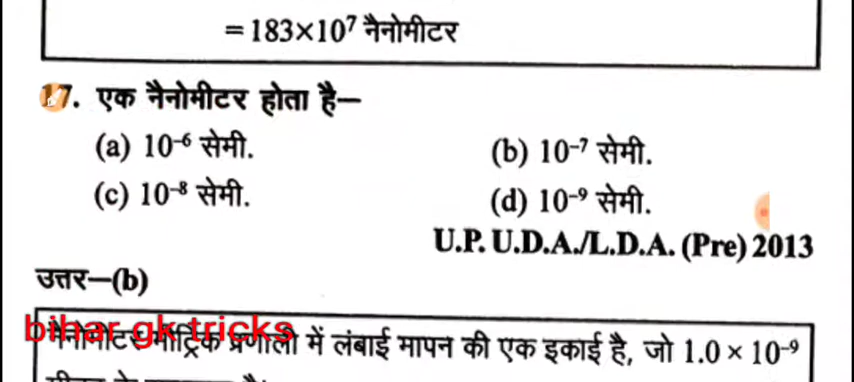 = 183×10⁷ नैनोमीटर
17. एक नैनोमीटर होता है—
(a) 10⁻⁶ सेमी. (b) 10⁻⁷ सेमी.
(c) 10⁻⁸ सेमी. (d) 10⁻⁹ सेमी.
U.P. U.D.A./L.D.A. (Pre) 2013
उत्तर—(b)
bihar gk tricks
नैनोमीटर मीट्रिक प्रणाली में लंबाई मापन की एक इकाई है, जो 1.0 × 10⁻⁹